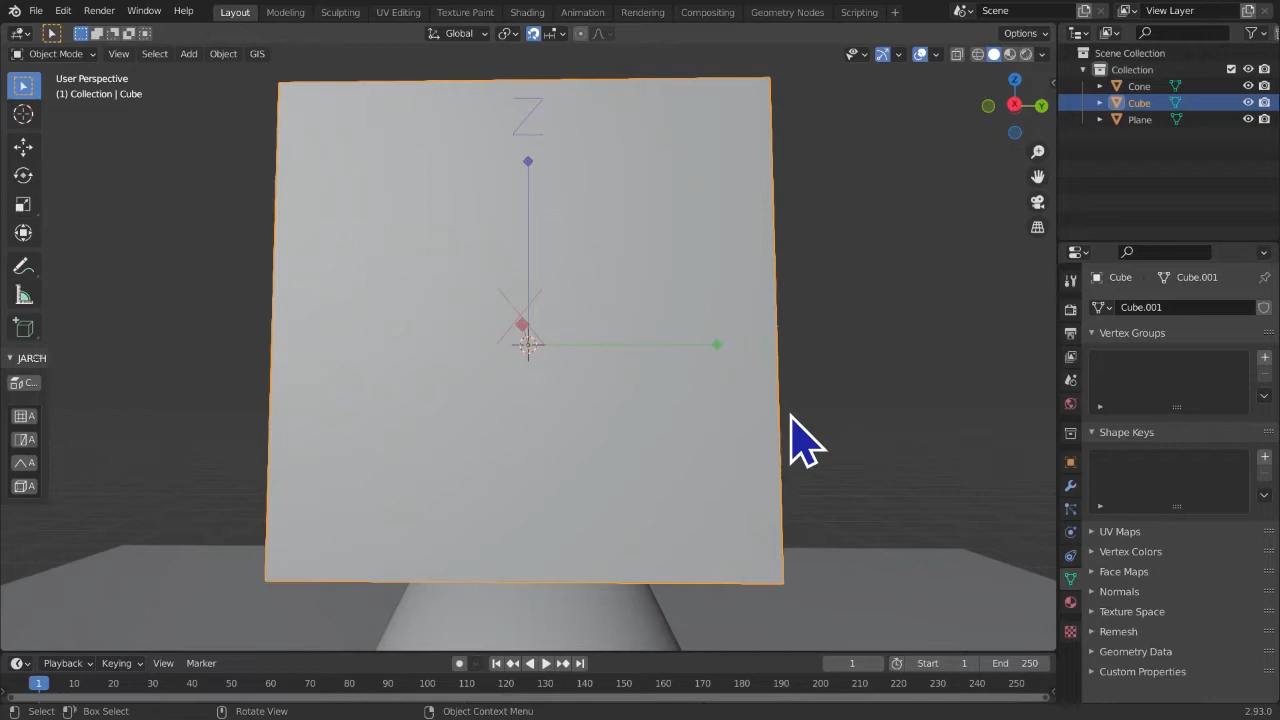 File Edit Render Window Help Layout Modeling Sculpting UV Editing Texture Paint Shading Animation Rendering Compositing Geometry Nodes Scripting + Scene View Layer
Global Options
Object Mode View Select Add Object GIS
User Perspective
(1) Collection | Cube
Z
X
Z
X
Y
JARCH
C...
A
A
A
A
Scene Collection
Collection
Cone
Cube
Plane
Cube Cube.001
Cube.001
Vertex Groups
Shape Keys
UV Maps
Vertex Colors
Face Maps
Normals
Texture Space
Remesh
Geometry Data
Custom Properties
Playback Keying View Marker 1 Start 1 End 250
1 10 20 30 40 50 60 70 80 90 100 110 120 130 140 150 160 170 180 190 200 210 220 230 240 250
Select Box Select Rotate View Object Context Menu 2.93.0